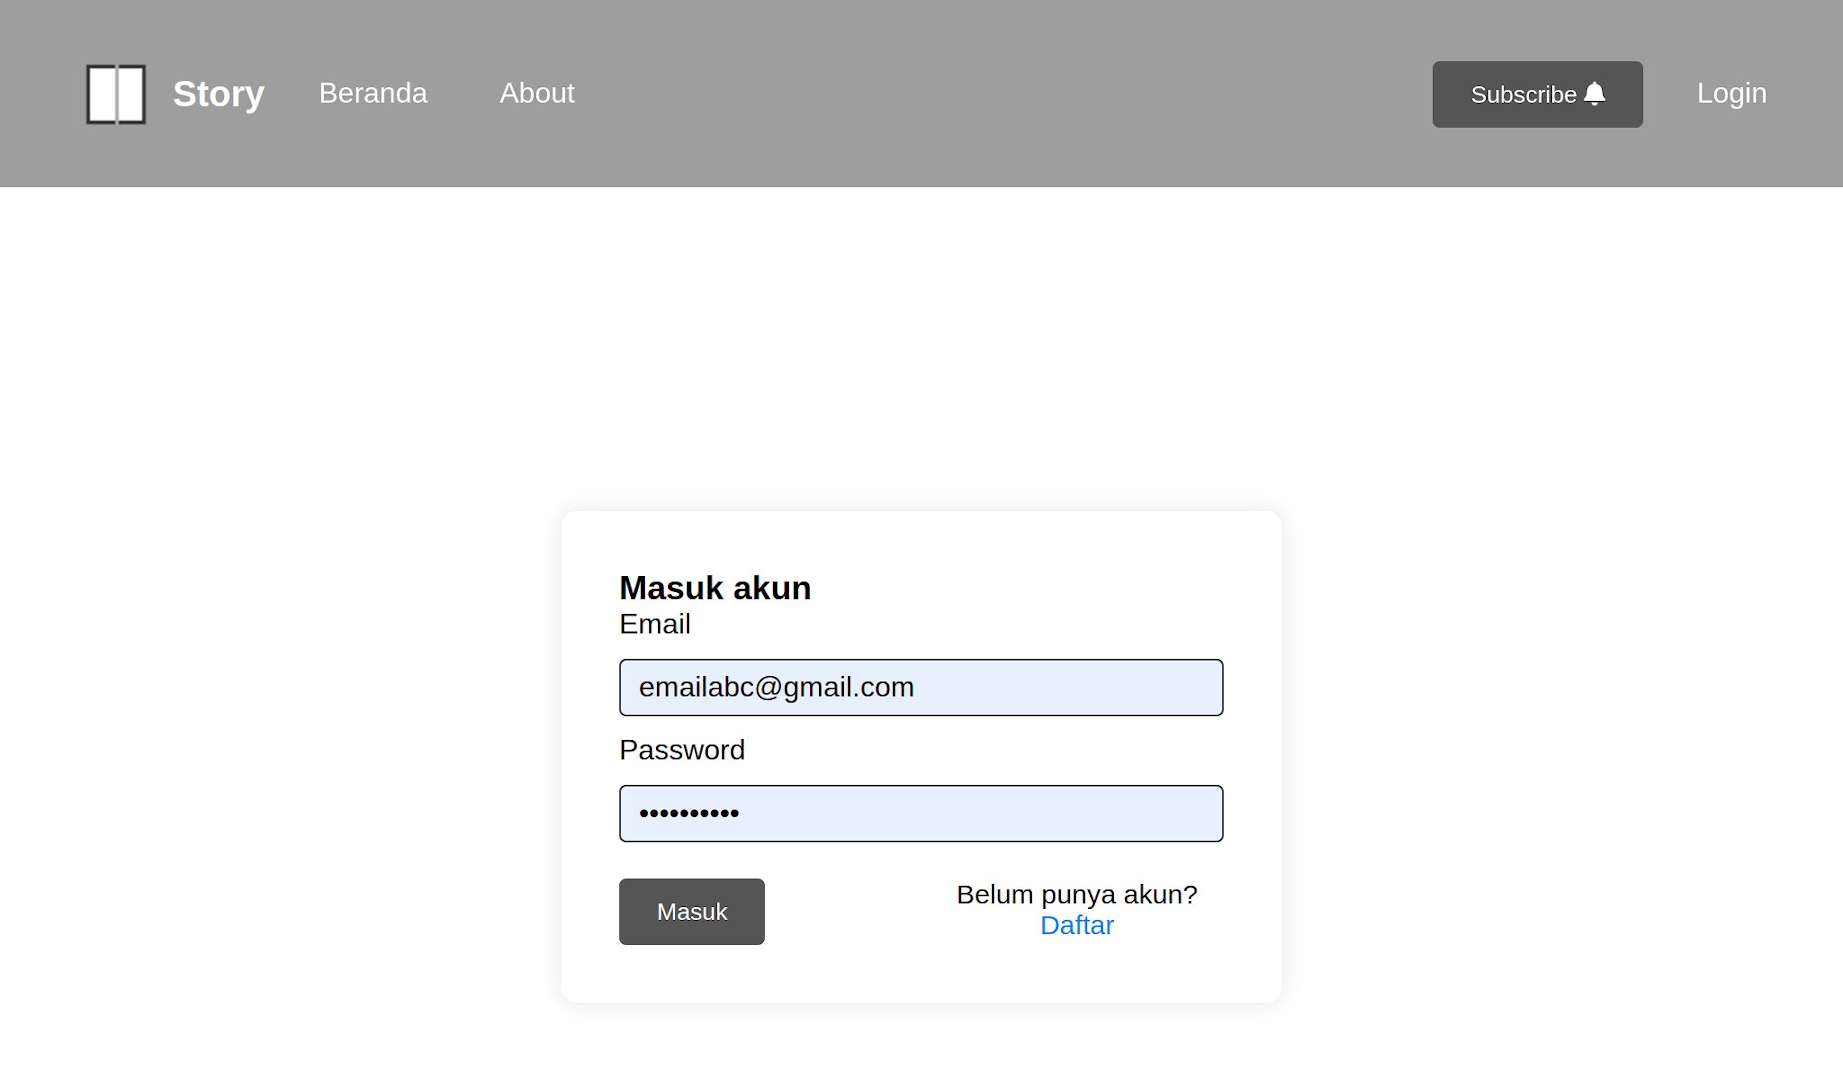 Story Beranda About Subscribe Login
Masuk akun
Email
emailabc@gmail.com
Password
••••••••••
Masuk
Belum punya akun?
Daftar